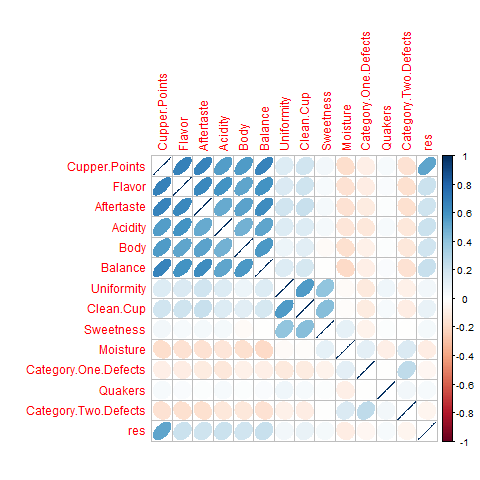 Cupper.Points
Flavor
Aftertaste
Acidity
Body
Balance
Uniformity
Clean.Cup
Sweetness
Moisture
Category.One.Defects
Quakers
Category.Two.Defects
res
Cupper.Points
Flavor
Aftertaste
Acidity
Body
Balance
Uniformity
Clean.Cup
Sweetness
Moisture
Category.One.Defects
Quakers
Category.Two.Defects
res
1
0.8
0.6
0.4
0.2
0
-0.2
-0.4
-0.6
-0.8
-1